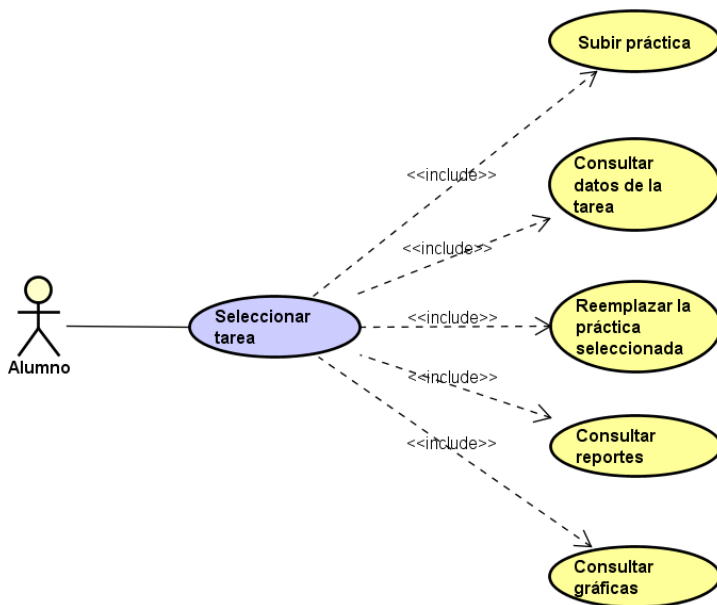 Subir práctica
<<include>>
Consultar
datos de la
tarea
<<include>>
Alumno
Seleccionar
tarea
<<include>>
Reemplazar la
práctica
seleccionada
<<include>>
Consultar
reportes
<<include>>
Consultar
gráficas